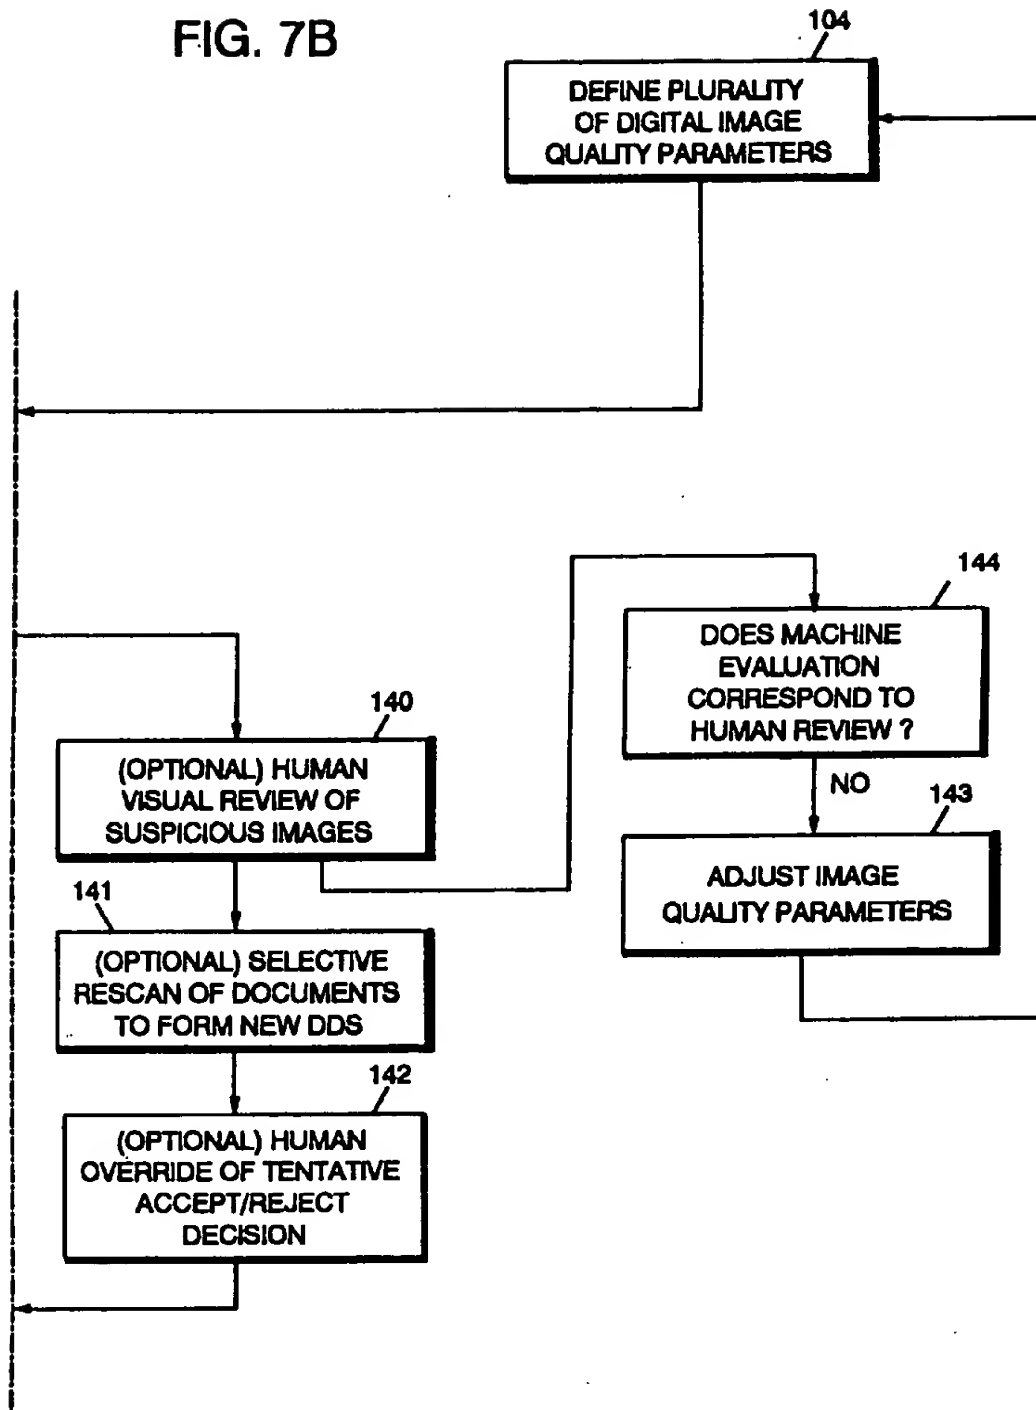 FIG. 7B
104
DEFINE PLURALITY
OF DIGITAL IMAGE
QUALITY PARAMETERS
144
DOES MACHINE
EVALUATION
CORRESPOND TO
HUMAN REVIEW ?
NO
140
(OPTIONAL) HUMAN
VISUAL REVIEW OF
SUSPICIOUS IMAGES
143
ADJUST IMAGE
QUALITY PARAMETERS
141
(OPTIONAL) SELECTIVE
RESCAN OF DOCUMENTS
TO FORM NEW DDS
142
(OPTIONAL) HUMAN
OVERRIDE OF TENTATIVE
ACCEPT/REJECT
DECISION